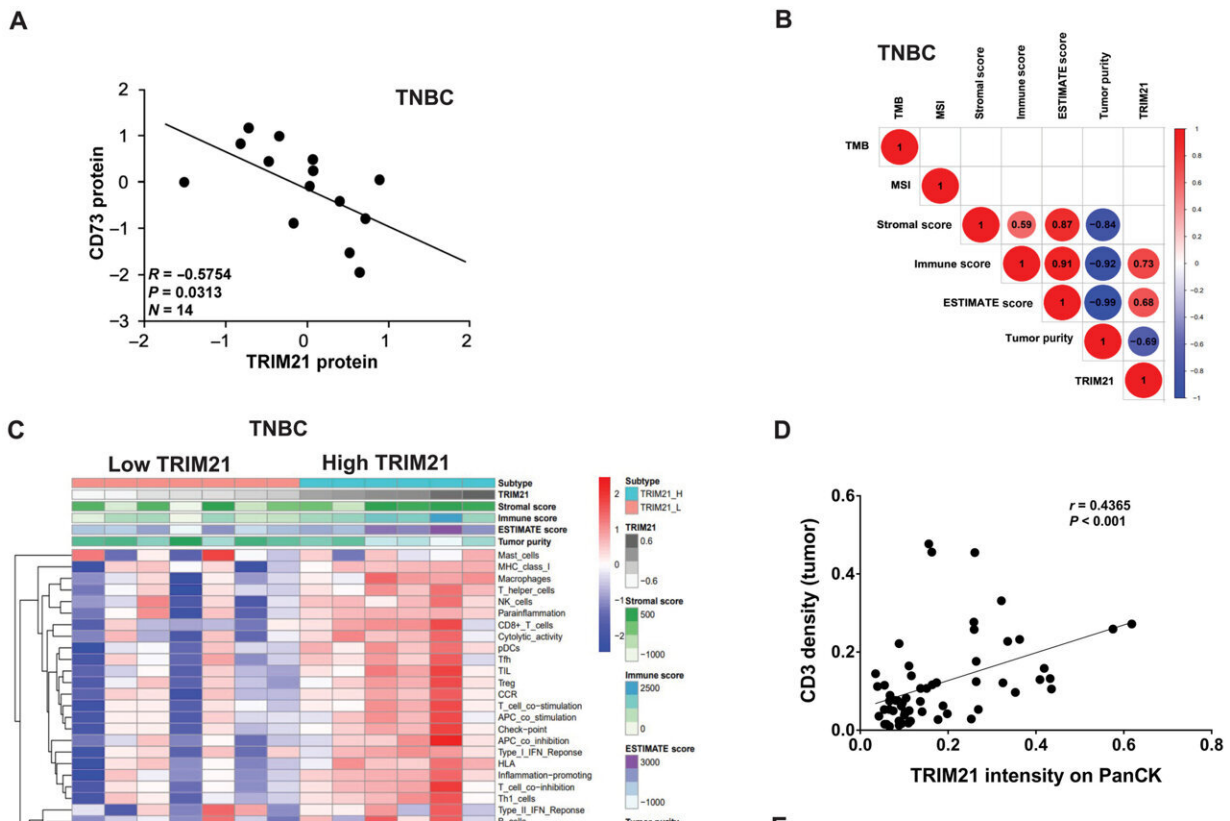 A
TNBC
CD73 protein
2
1
0
−1
−2
−3
R = −0.5754
P = 0.0313
N = 14
−2
−1
0
1
2
TRIM21 protein
B
TNBC
TMB
MSI
Stromal score
Immune score
ESTIMATE score
Tumor purity
TRIM21
TMB
1
MSI
1
Stromal score
1 0.59 0.87 −0.84
Immune score
1 0.91 −0.92 0.73
ESTIMATE score
1 −0.99 0.68
Tumor purity
1 −0.69
TRIM21
1
1
0.8
0.6
0.4
0.2
0
−0.2
−0.4
−0.6
−0.8
−1
C
TNBC
Low TRIM21
High TRIM21
Subtype
TRIM21
Stromal score
Immune score
ESTIMATE score
Tumor purity
Mast_cells
MHC_class_I
Macrophages
T_helper_cells
NK_cells
Parainflammation
CD8+_T_cells
Cytolytic_activity
pDCs
Tfh
TIL
Treg
CCR
T_cell_co−stimulation
APC_co_stimulation
Check−point
APC_co_inhibition
Type_I_IFN_Reponse
HLA
Inflammation−promoting
T_cell_co−inhibition
Th1_cells
Type_II_IFN_Reponse
B_cells
2
1
0
−1
−2
Subtype
TRIM21_H
TRIM21_L
TRIM21
0.6
−0.6
Stromal score
500
−1000
Immune score
2500
0
ESTIMATE score
3000
−1000
Tumor purity
D
CD3 density (tumor)
0.6
0.4
0.2
0.0
r = 0.4365
P < 0.001
0.0
0.2
0.4
0.6
0.8
TRIM21 intensity on PanCK